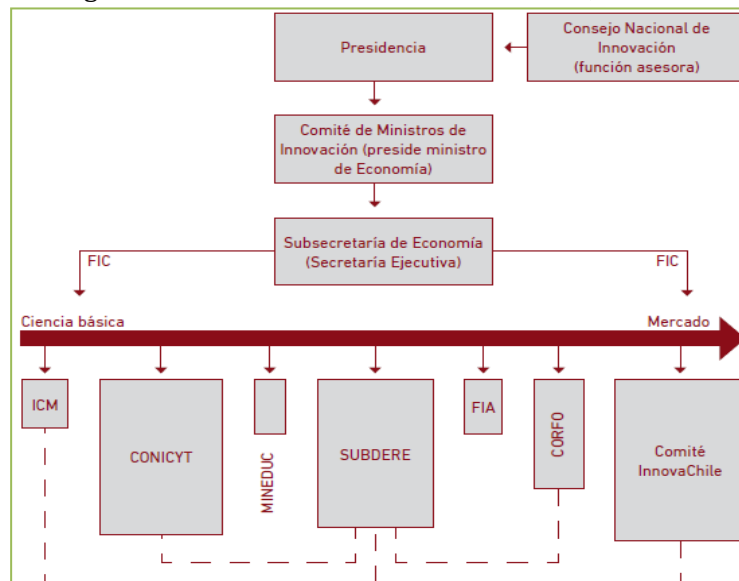 Presidencia
Consejo Nacional de
Innovación
(función asesora)
Comité de Ministros de
Innovación (preside ministro
de Economía)
Subsecretaría de Economía
(Secretaria Ejecutiva)
FIC
FIC
Ciencia básica
Mercado
ICM
CONICYT
MINEDUC
SUBDERE
FIA
CORFO
Comité
InnovaChile